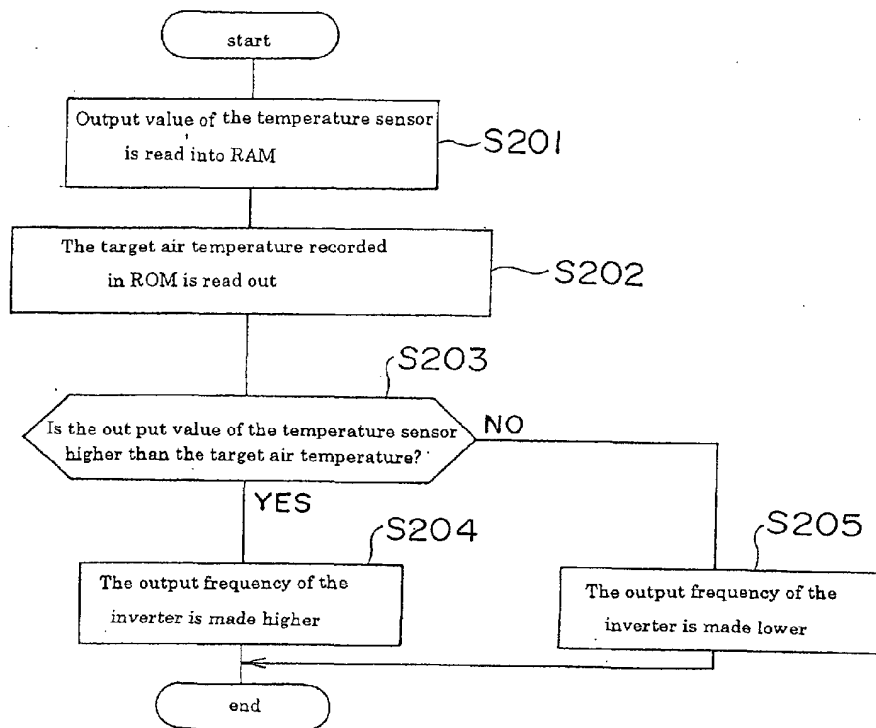 start
Output value of the temperature sensor
is read into RAM
S201
The target air temperature recorded
in ROM is read out
S202
S203
Is the out put value of the temperature sensor
higher than the target air temperature?
NO
YES
S204
The output frequency of the
inverter is made higher
S205
The output frequency of the
inverter is made lower
end